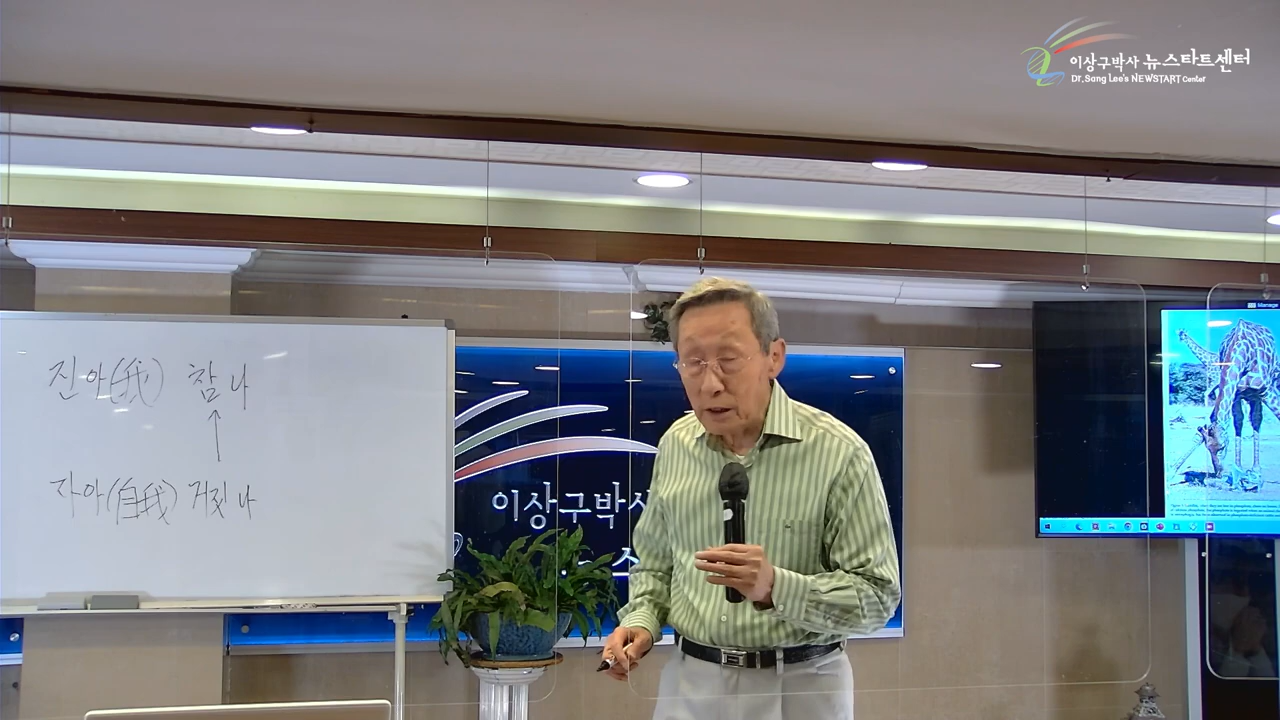 이상구박사 뉴스타트센터
Dr. Sang Lee's NEWSTART Center
진아(我) 참나
↑
자아(自我) 거짓나
이상구박사